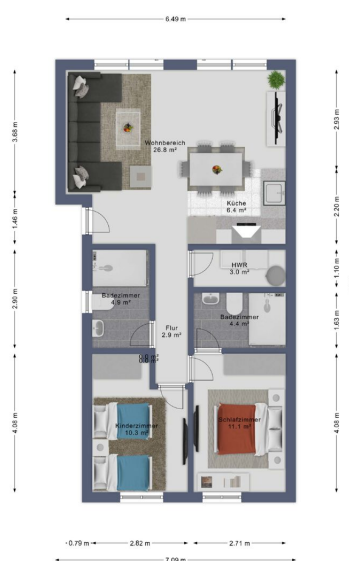 6.49 m
3.68 m
2.93 m
Wohnbereich
26.8 m²
Küche
6.4 m²
1.46 m
2.20 m
HWR
3.0 m²
1.10 m
2.90 m
Badezimmer
4.9 m²
Badezimmer
4.4 m²
1.63 m
Flur
2.9 m²
4.08 m
4.08 m
Kinderzimmer
10.3 m²
Schlafzimmer
11.1 m²
0.79 m
2.82 m
2.71 m
7.09 m